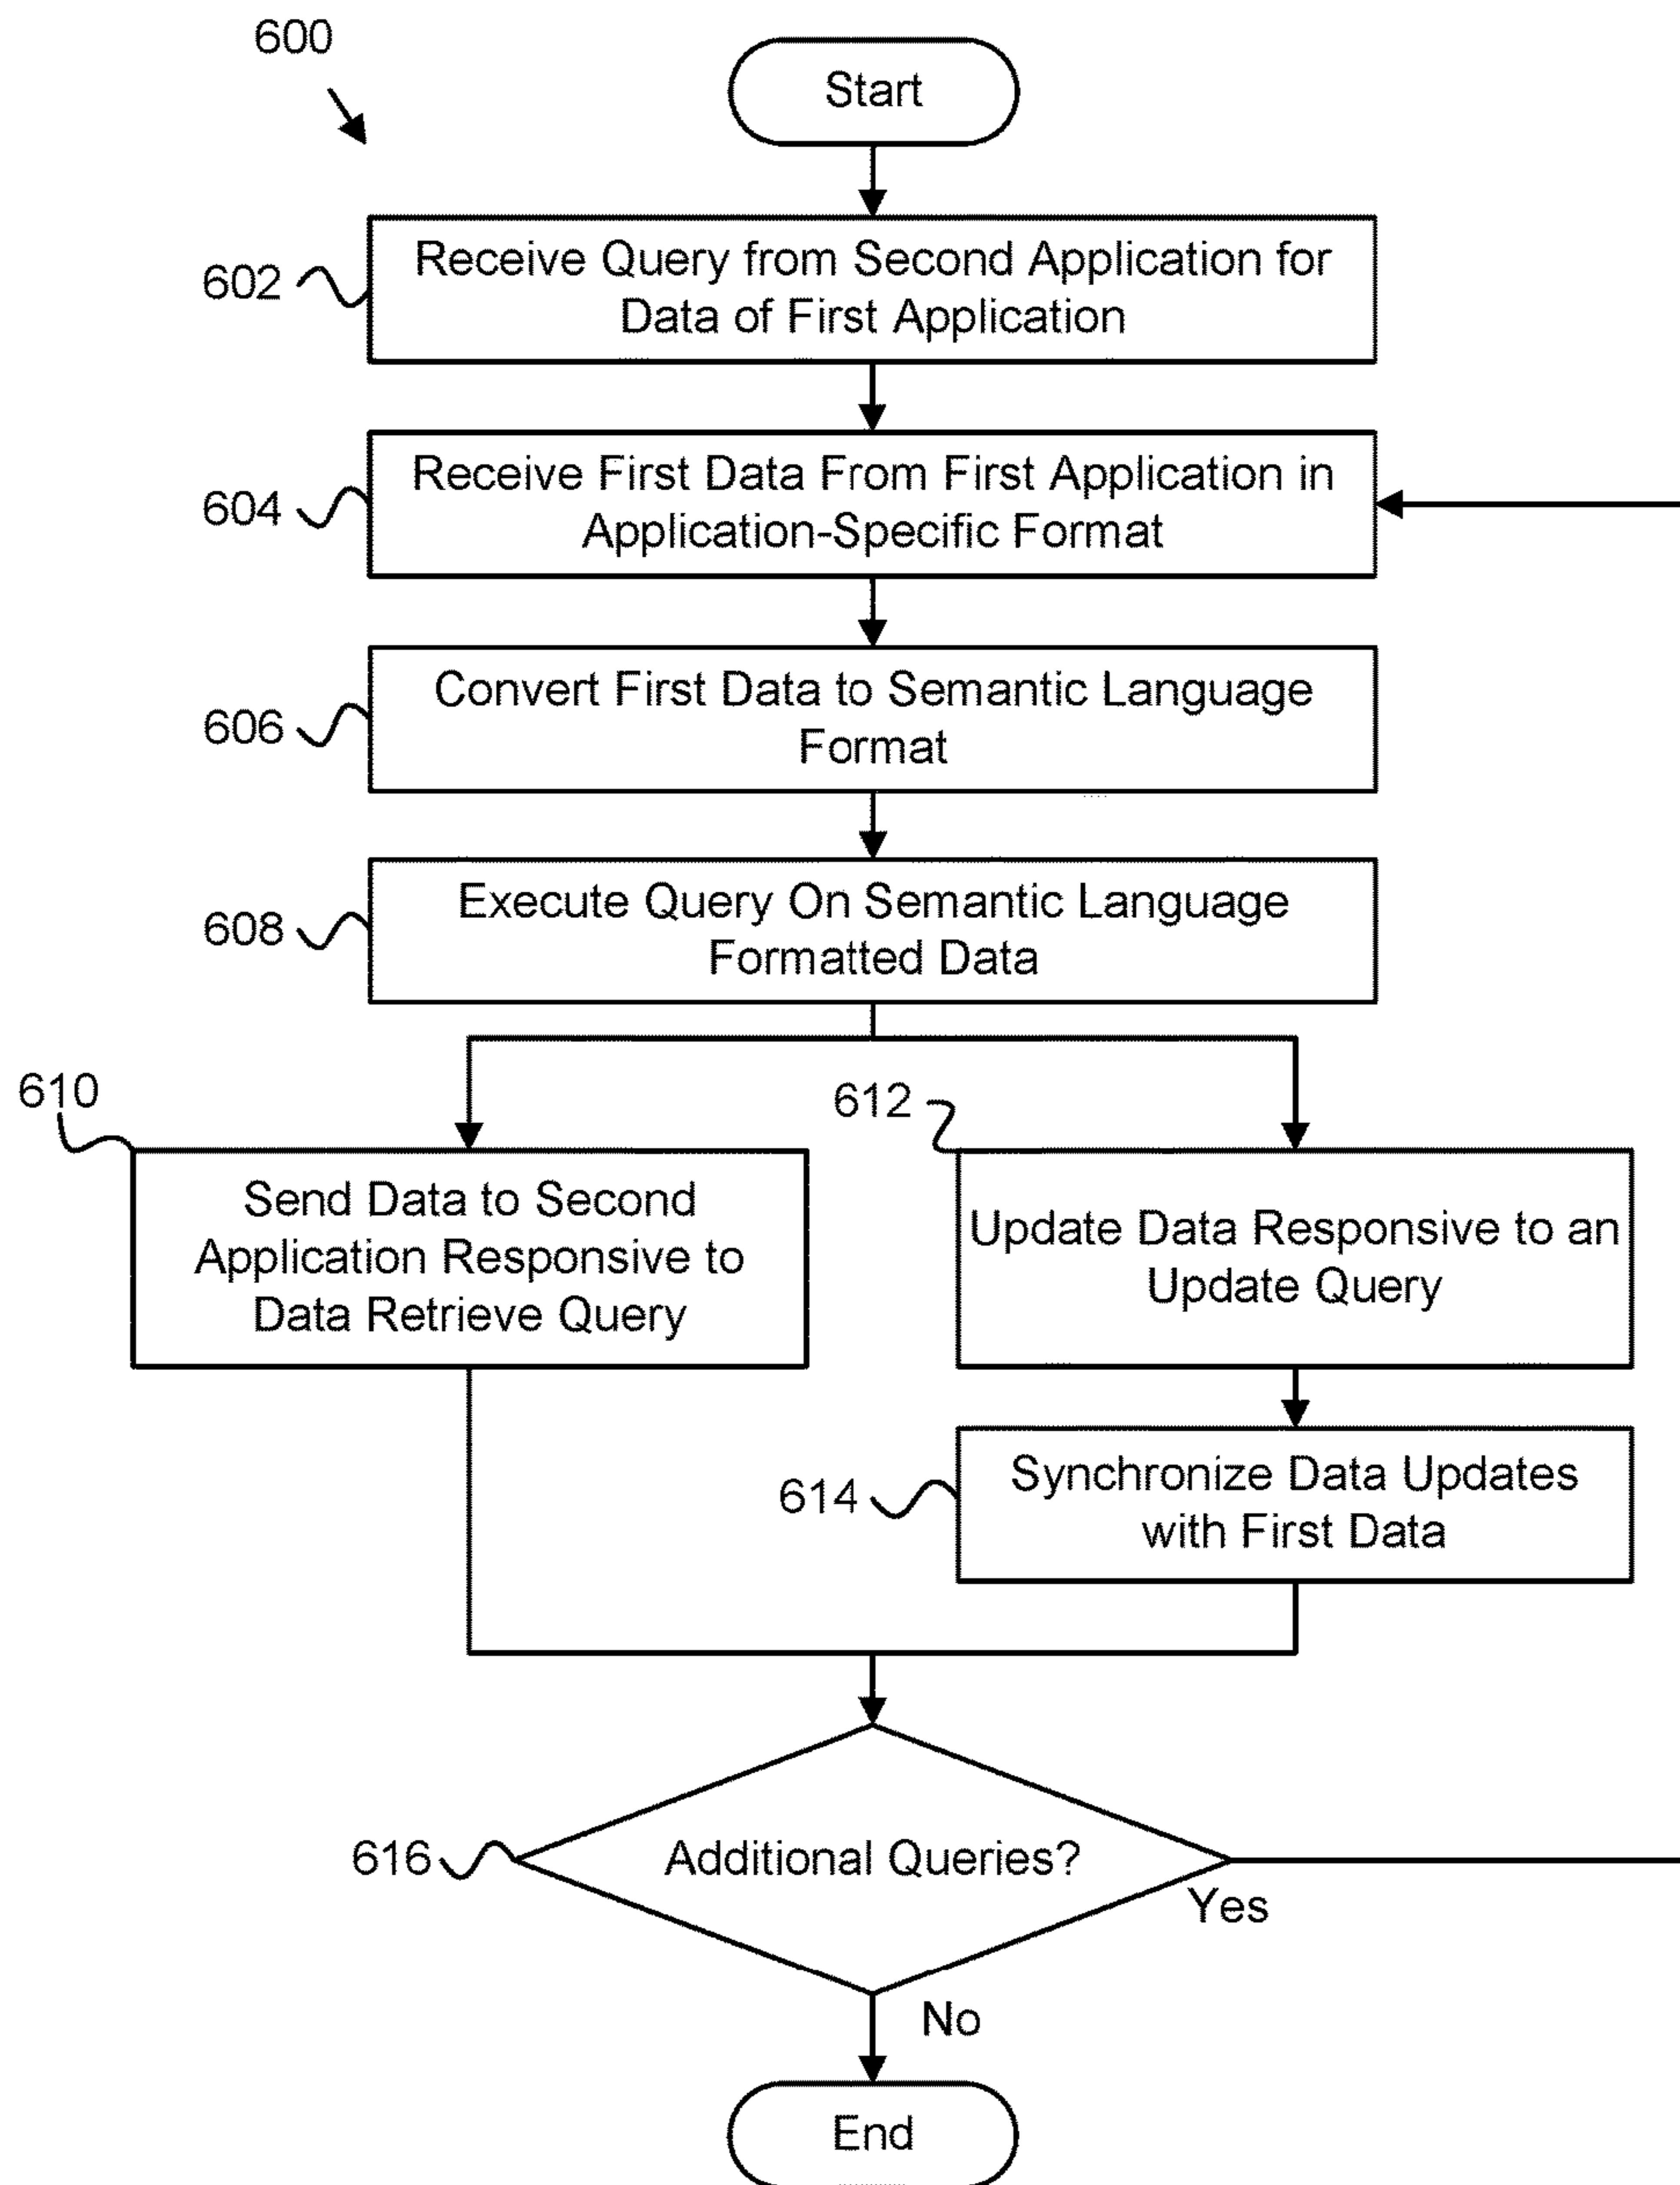 600
Start
602
Receive Query from Second Application for
Data of First Application
604
Receive First Data From First Application in
Application-Specific Format
606
Convert First Data to Semantic Language
Format
608
Execute Query On Semantic Language
Formatted Data
610
Send Data to Second
Application Responsive to
Data Retrieve Query
612
Update Data Responsive to an
Update Query
614
Synchronize Data Updates
with First Data
616
Additional Queries?
Yes
No
End